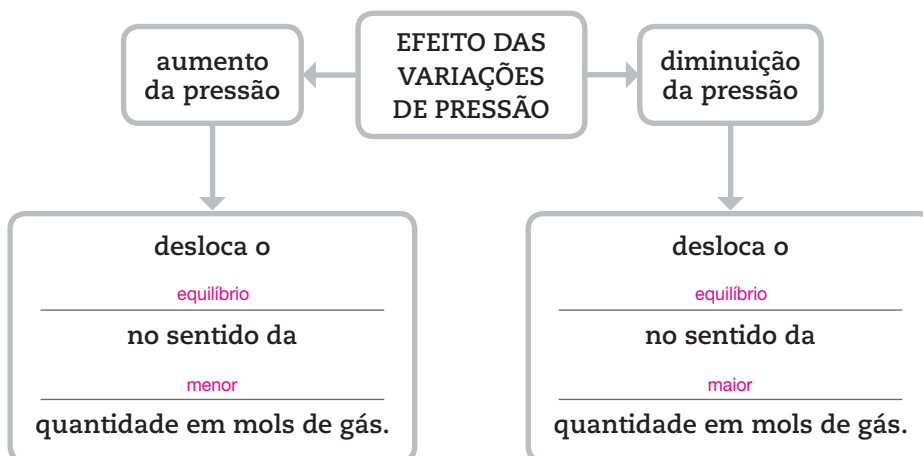 EFEITO DAS
VARIAÇÕES
DE PRESSÃO
aumento
da pressão
diminuição
da pressão
desloca o
equilíbrio
no sentido da
menor
quantidade em mols de gás.
desloca o
equilíbrio
no sentido da
maior
quantidade em mols de gás.